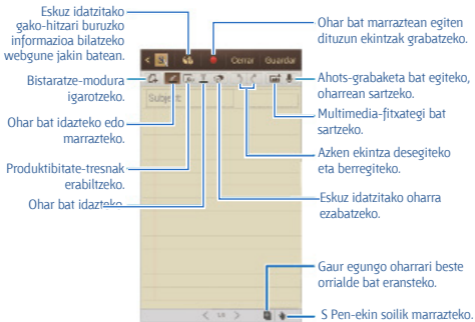 Eskuz idatzitako
gako-hitzari buruzko
informazioa bilatzeko
webgune jakin batean.
Bistaratze-modura
igarotzeko.
Ohar bat idazteko edo
marrazteko.
Produktibitate-tresnak
erabiltzeko.
Ohar bat idazteko.
Cerrar
Guardar
Subject
1/6
Ohar bat marraztean egiten
dituzun ekintzak grabatzeko.
Ahots-grabaketa bat egiteko,
oharrean sartzeko.
Multimedia-fitxategi bat
sartzeko.
Azken ekintza desegiteko
eta berregiteko.
Eskuz idatzitako oharra
ezabatzeko.
Gaur egungo oharrari beste
orrialde bat eransteko.
S Pen-ekin soilik marrazteko.